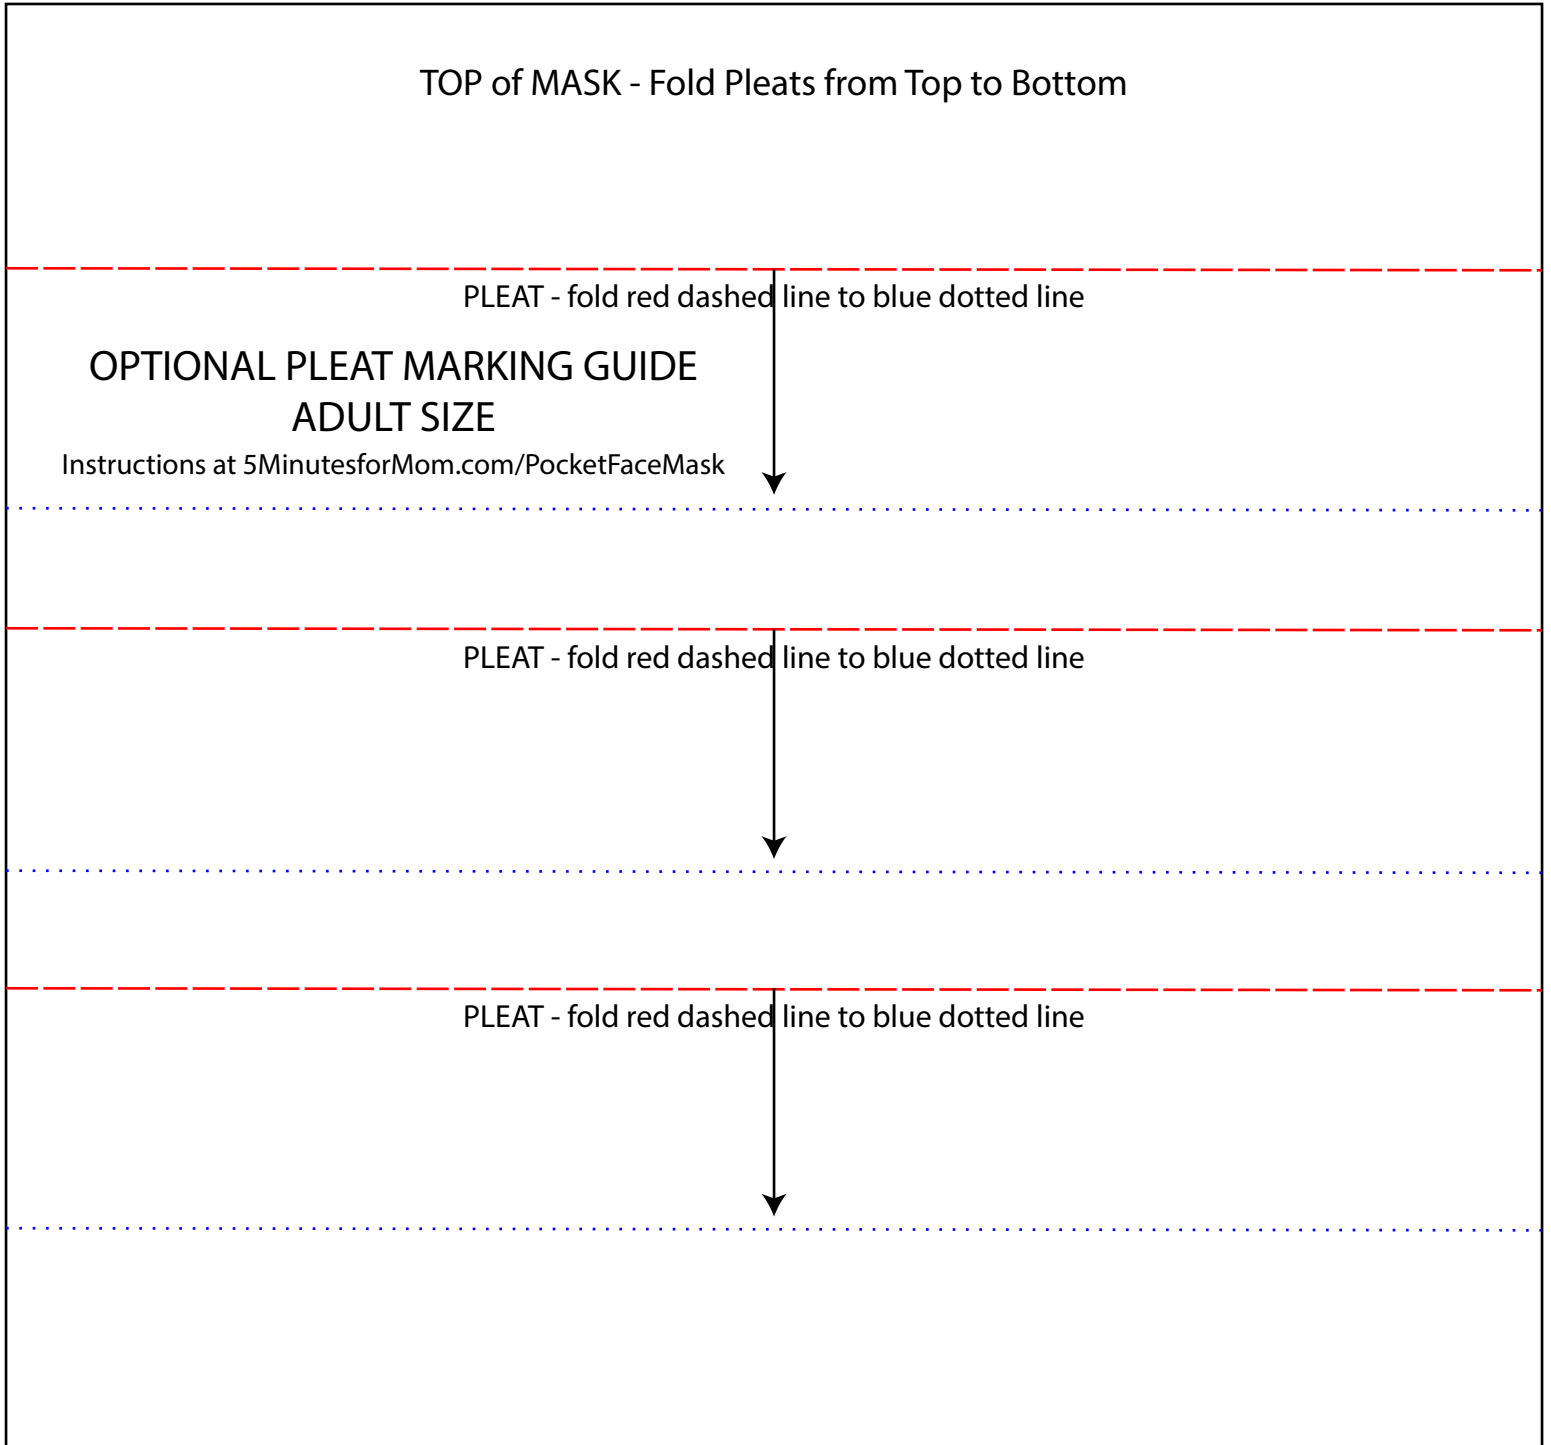 TOP of MASK - Fold Pleats from Top to Bottom
PLEAT - fold red dashed line to blue dotted line
OPTIONAL PLEAT MARKING GUIDE
ADULT SIZE
Instructions at 5MinutesforMom.com/PocketFaceMask
PLEAT - fold red dashed line to blue dotted line
PLEAT - fold red dashed line to blue dotted line